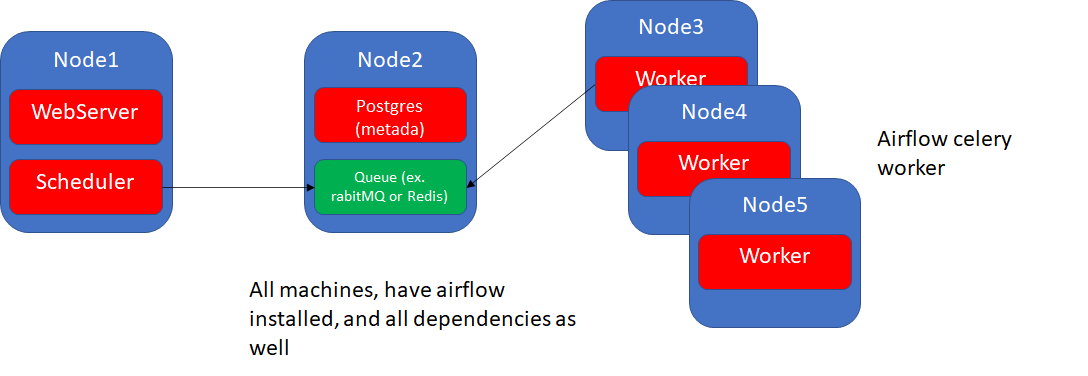 Node1
WebServer
Scheduler
Node2
Postgres
(metada)
Queue (ex.
rabitMQ or Redis)
Node3
Worker
Node4
Worker
Node5
Worker
Airflow celery
worker
All machines, have airflow
installed, and all dependencies as
well